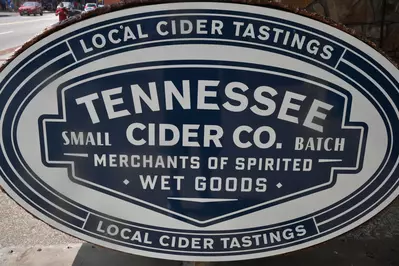 LOCAL CIDER TASTINGS
TENNESSEE
SMALL CIDER CO. BATCH
MERCHANTS OF SPIRITED
• WET GOODS •
LOCAL CIDER TASTINGS